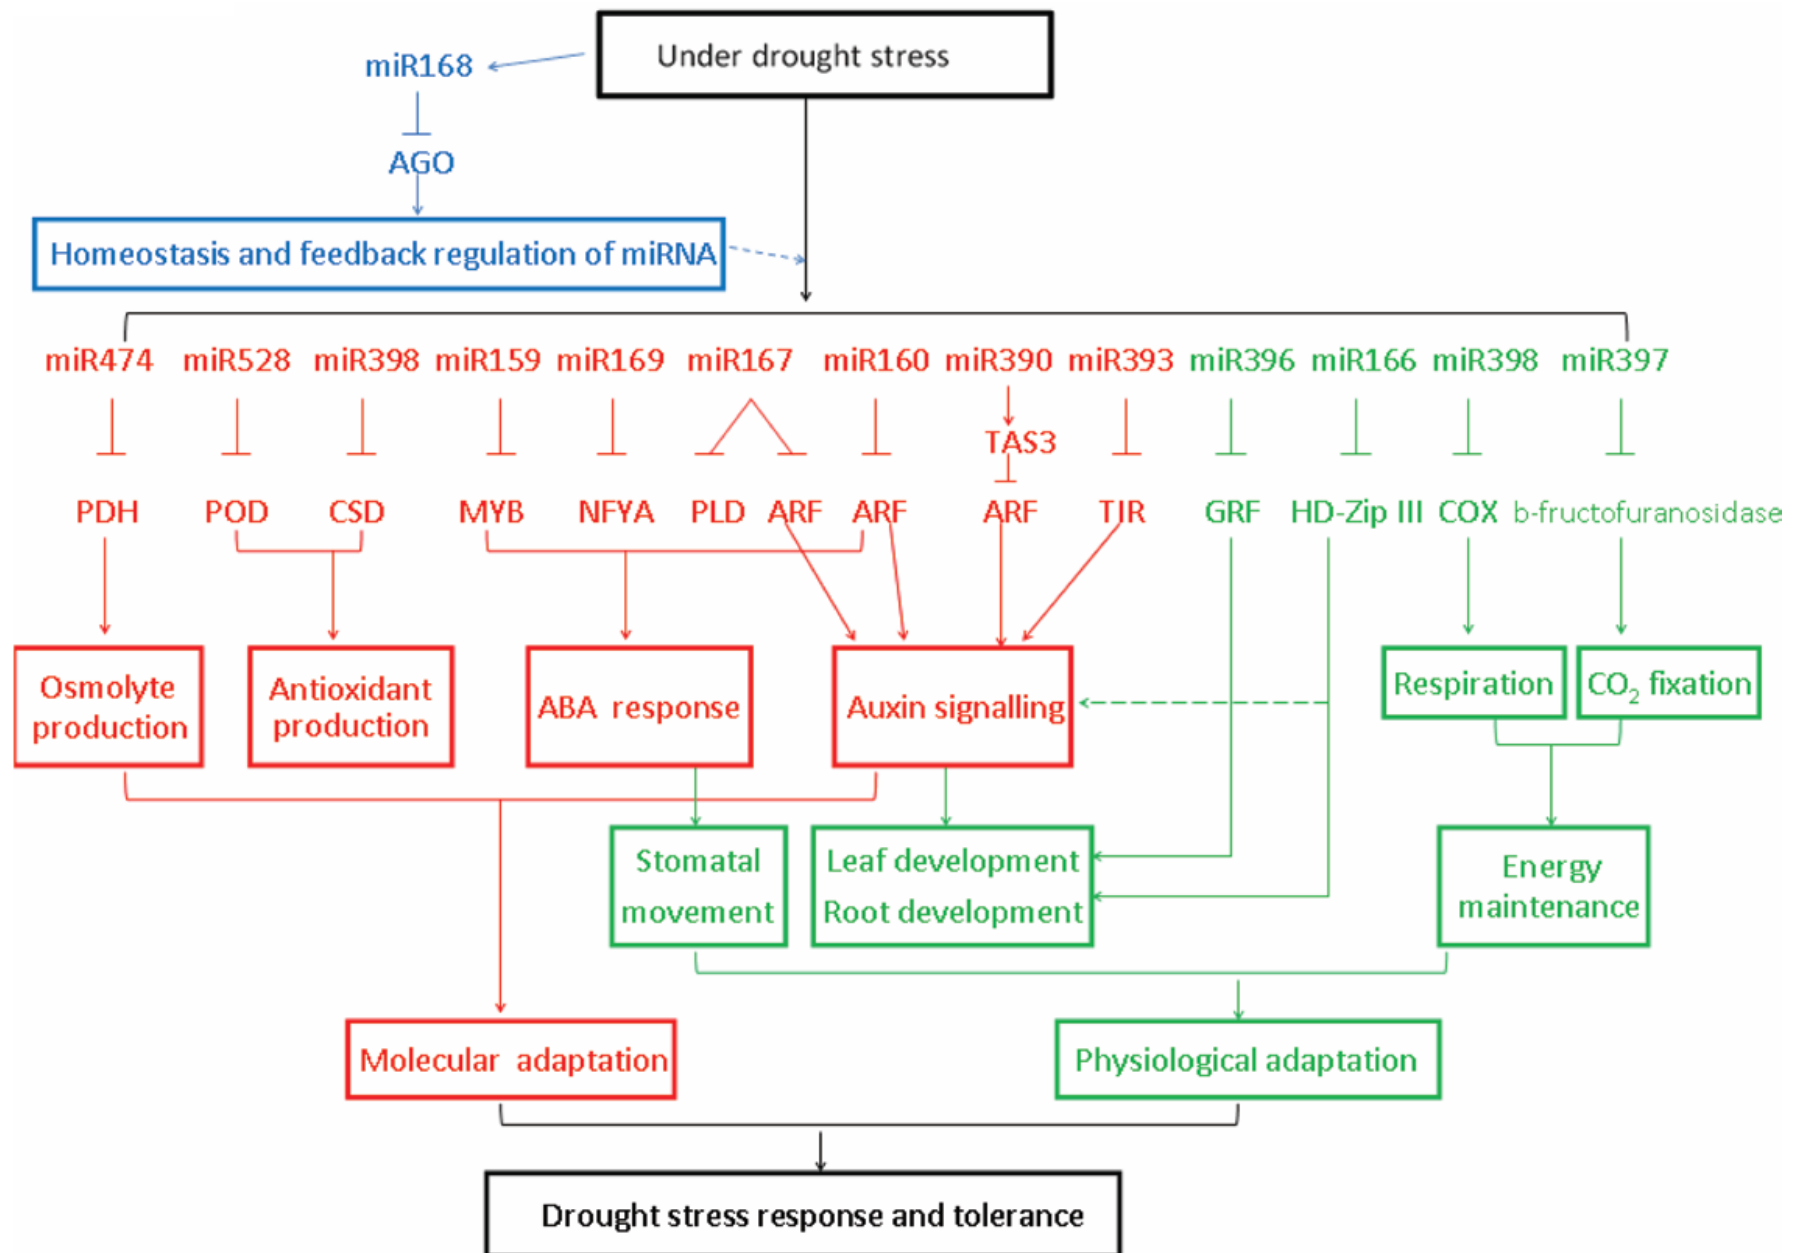 Under drought stress
miR168
AGO
Homeostasis and feedback regulation of miRNA
miR474 miR528 miR398 miR159 miR169 miR167 miR160 miR390 miR393 miR396 miR166 miR398 miR397
TAS3
PDH POD CSD MYB NFYA PLD ARF ARF ARF TIR GRF HD-Zip III COX b-fructofuranosidase
Osmolyte
production
Antioxidant
production
ABA response
Auxin signalling
Respiration
CO₂ fixation
Stomatal
movement
Leaf development
Root development
Energy
maintenance
Molecular adaptation
Physiological adaptation
Drought stress response and tolerance